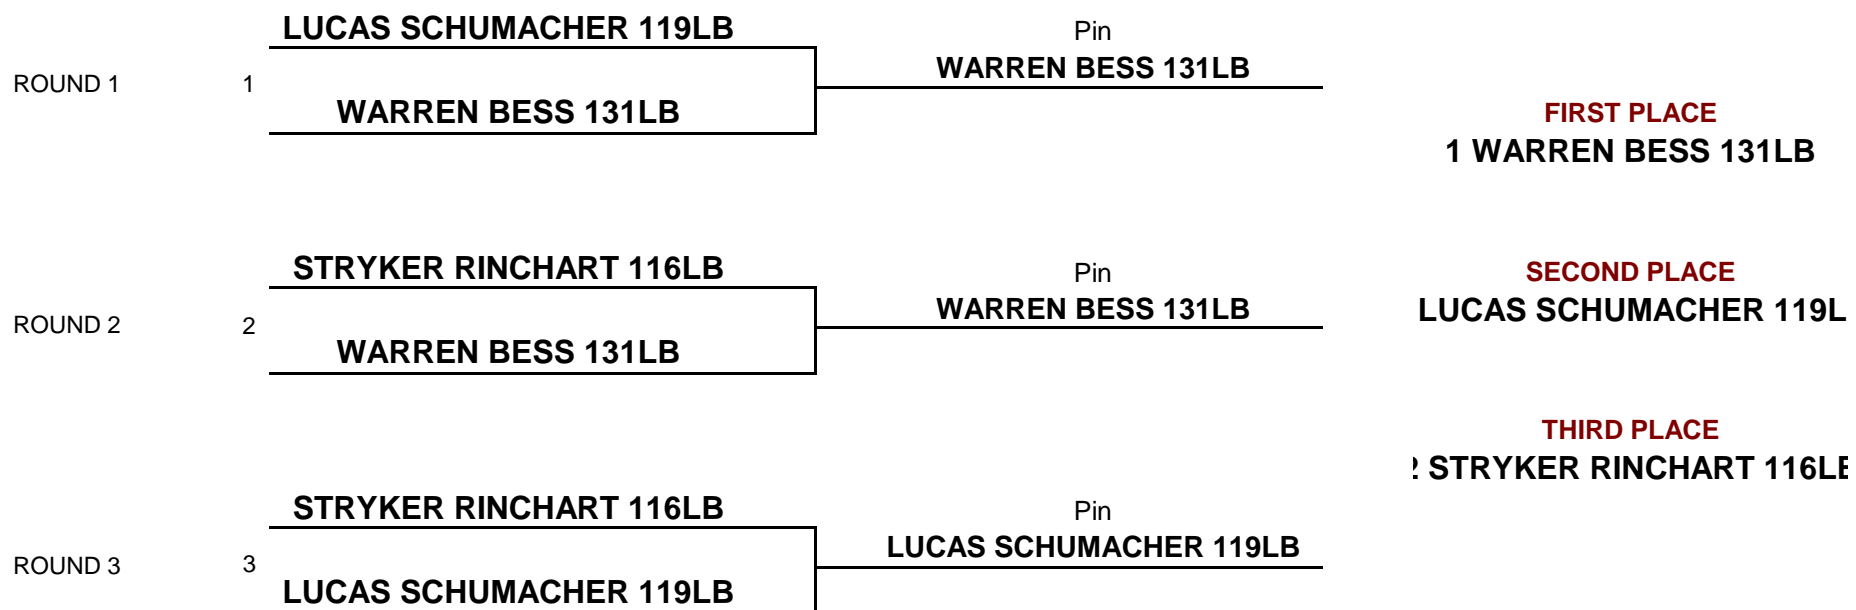 LUCAS SCHUMACHER 119LB
Pin
ROUND 1
1
WARREN BESS 131LB
WARREN BESS 131LB
FIRST PLACE
1 WARREN BESS 131LB
STRYKER RINCHART 116LB
Pin
SECOND PLACE
ROUND 2
2
WARREN BESS 131LB
LUCAS SCHUMACHER 119L
WARREN BESS 131LB
THIRD PLACE
STRYKER RINCHART 116LB
STRYKER RINCHART 116LB
Pin
ROUND 3
3
LUCAS SCHUMACHER 119LB
LUCAS SCHUMACHER 119LB